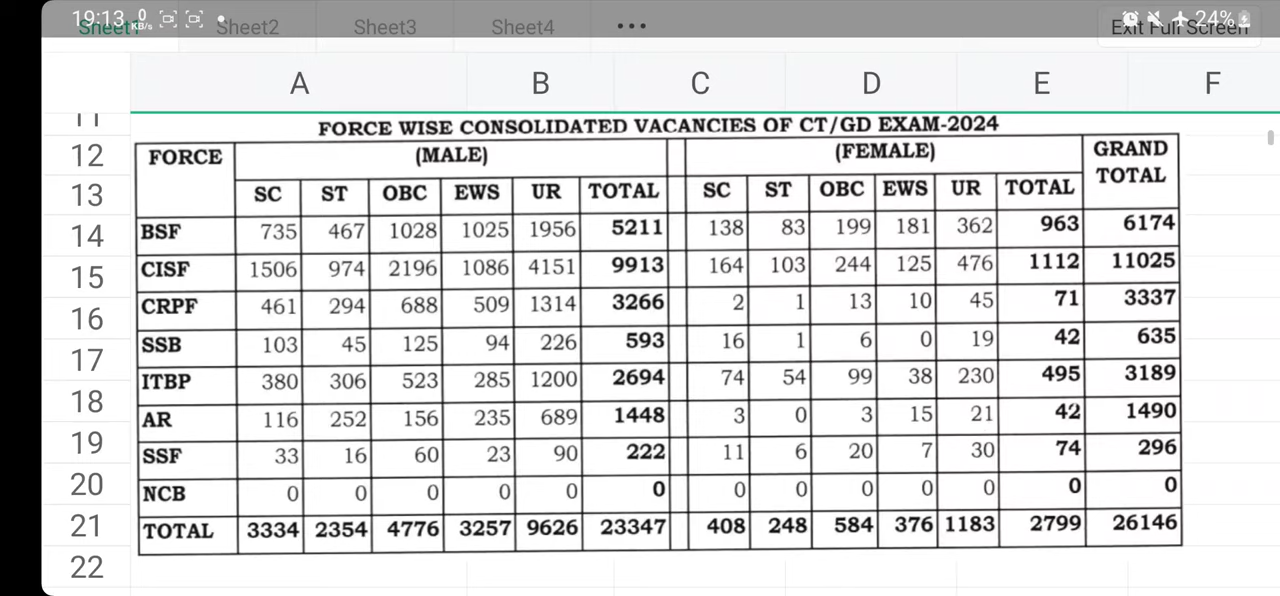 19:13 0 KB/s 24%
Sheet1 Sheet2 Sheet3 Sheet4 ••• Exit Full Screen
A B C D E F
11 FORCE WISE CONSOLIDATED VACANCIES OF CT/GD EXAM-2024
12 FORCE (MALE) (FEMALE) GRAND TOTAL
13 SC ST OBC EWS UR TOTAL SC ST OBC EWS UR TOTAL
14 BSF 735 467 1028 1025 1956 5211 138 83 199 181 362 963 6174
15 CISF 1506 974 2196 1086 4151 9913 164 103 244 125 476 1112 11025
16 CRPF 461 294 688 509 1314 3266 2 1 13 10 45 71 3337
17 SSB 103 45 125 94 226 593 16 1 6 0 19 42 635
18 ITBP 380 306 523 285 1200 2694 74 54 99 38 230 495 3189
19 AR 116 252 156 235 689 1448 3 0 3 15 21 42 1490
20 SSF 33 16 60 23 90 222 11 6 20 7 30 74 296
21 NCB 0 0 0 0 0 0 0 0 0 0 0 0 0
22 TOTAL 3334 2354 4776 3257 9626 23347 408 248 584 376 1183 2799 26146